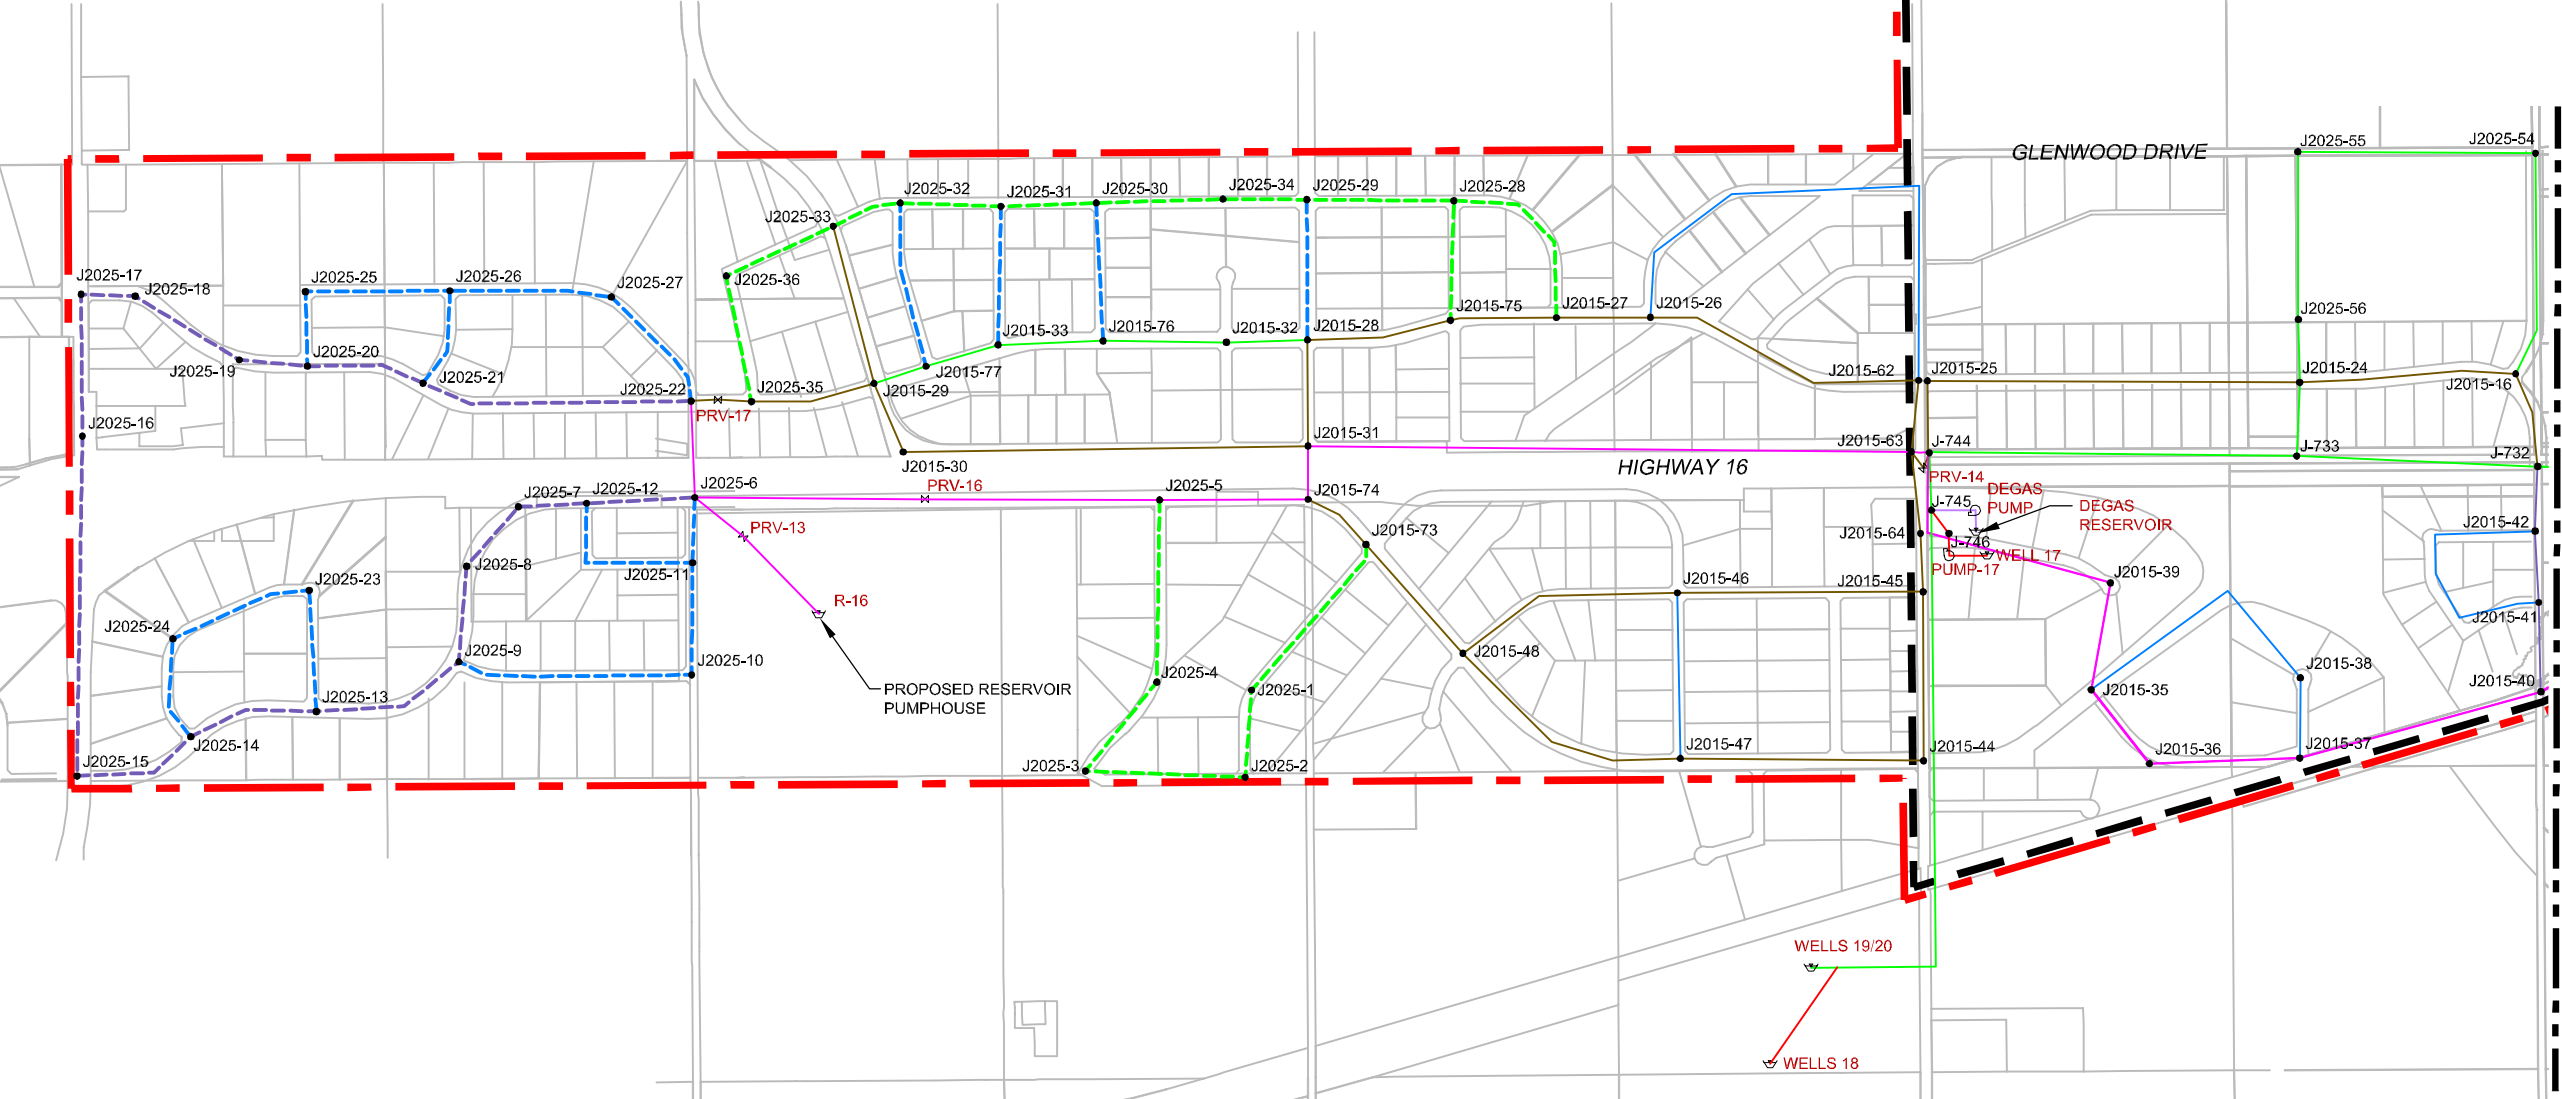 J2025-55
J2025-54
GLENWOOD DRIVE
J2025-32
J2025-31
J2025-30
J2025-34
J2025-29
J2025-28
J2025-33
J2025-17
J2025-18
J2025-25
J2025-26
J2025-27
J2025-36
J2015-75
J2015-27
J2015-26
J2025-56
J2015-33
J2015-76
J2015-32
J2015-28
J2025-19
J2025-20
J2025-21
J2025-22
J2015-77
J2015-29
J2025-35
J2015-62
J2015-25
J2015-24
J2015-16
PRV-17
J2025-16
J2015-31
J2015-63
J-744
J-733
J-732
J2015-30
HIGHWAY 16
PRV-14
J2025-7
J2025-12
J2025-6
PRV-16
J2025-5
J2015-74
J-745
DEGAS
PUMP
DEGAS
RESERVOIR
PRV-13
J2015-73
J2015-64
J-746
WELL 17
PUMP-17
J2015-42
J2025-8
J2025-11
J2025-23
R-16
J2015-46
J2015-45
J2015-39
J2015-41
J2025-24
J2025-9
J2025-10
J2015-48
J2025-4
J2025-1
J2015-38
J2015-40
J2015-35
PROPOSED RESERVOIR
PUMPHOUSE
J2025-13
J2025-14
J2025-15
J2025-3
J2025-2
J2015-47
J2015-44
J2015-36
J2015-37
WELLS 19/20
WELLS 18